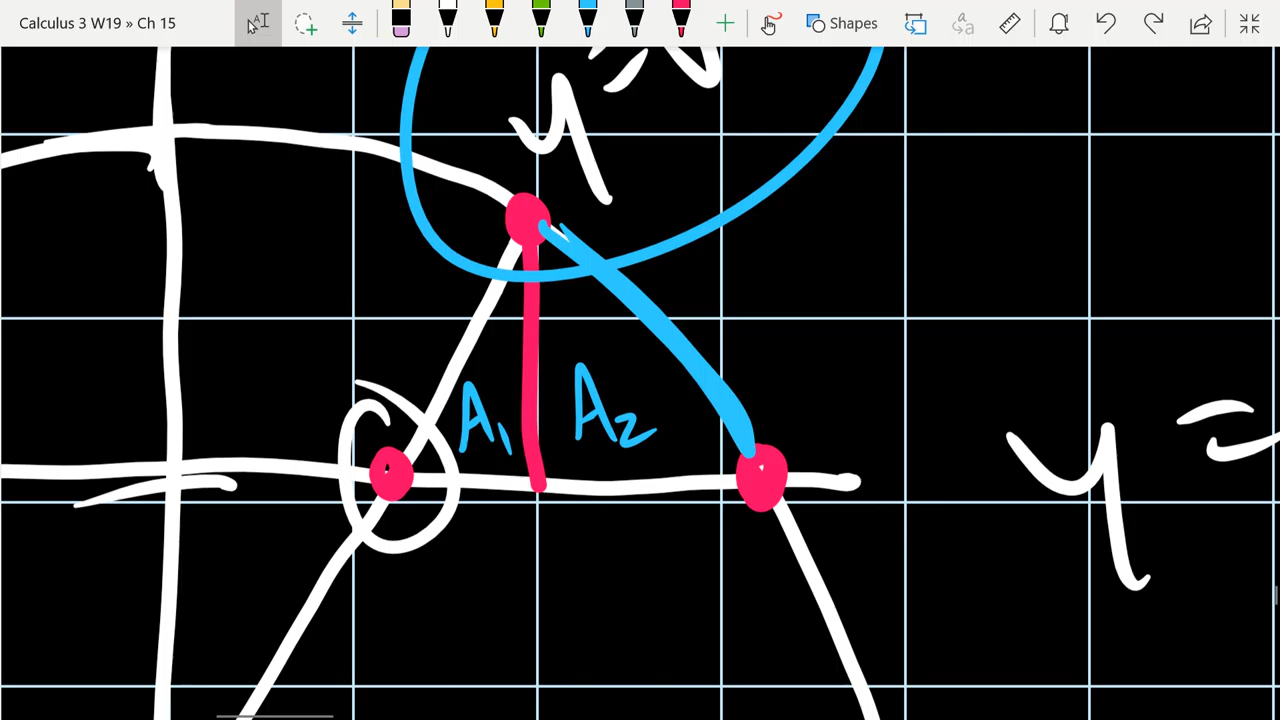 Calculus 3 W19 » Ch 15
Shapes
y =
A₁ A₂
y =